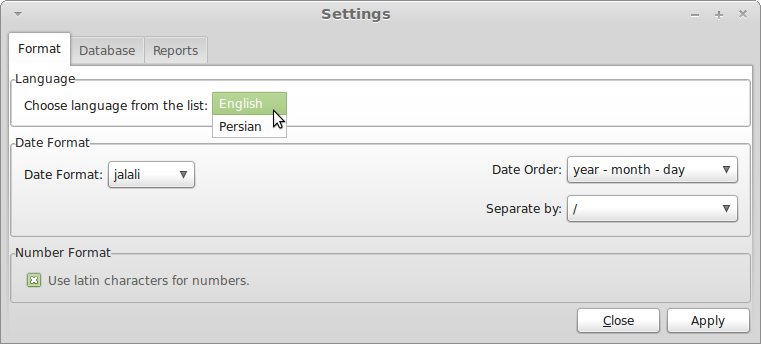 Settings
Format Database Reports
Language
Choose language from the list: English
Persian
Date Format
Date Format: jalali Date Order: year - month - day
Separate by: /
Number Format
Use latin characters for numbers.
Close Apply